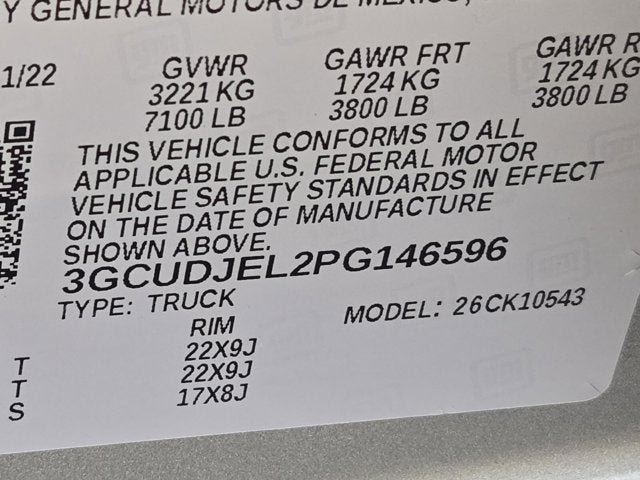 Y GENERAL MOTORS DE MEXICO,
1/22 GVWR GAWR FRT GAWR R
3221 KG 1724 KG 1724 KG
7100 LB 3800 LB 3800 LB
THIS VEHICLE CONFORMS TO ALL
APPLICABLE U.S. FEDERAL MOTOR
VEHICLE SAFETY STANDARDS IN EFFECT
ON THE DATE OF MANUFACTURE
SHOWN ABOVE.
3GCUDJEL2PG146596
TYPE: TRUCK MODEL: 26CK10543
RIM
T 22X9J
T 22X9J
S 17X8J